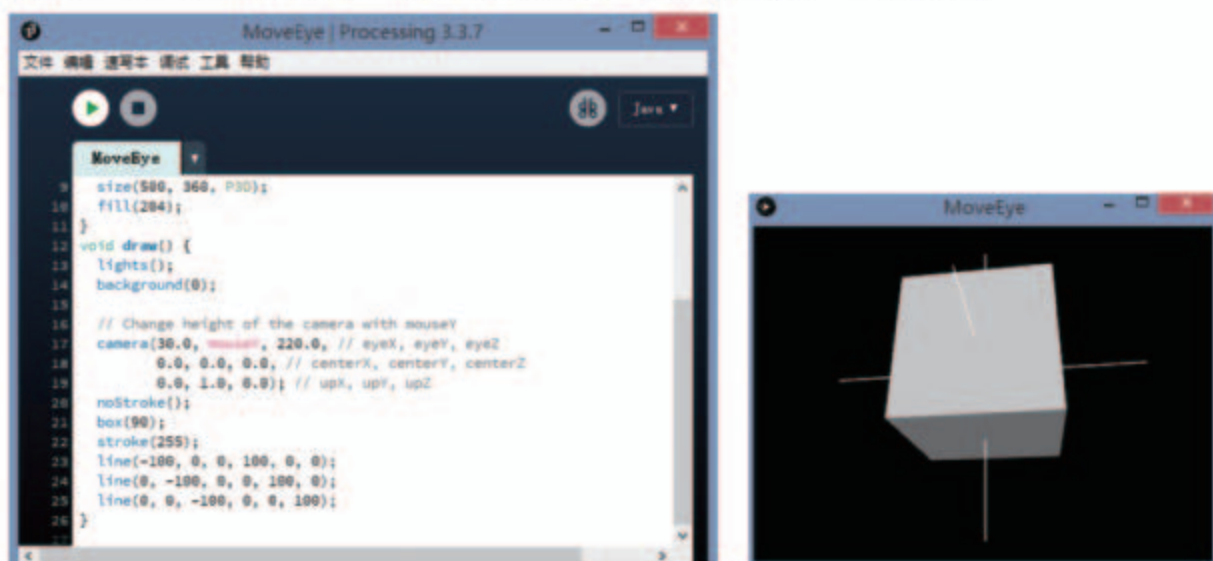 MoveEye | Processing 3.3.7
文件 编辑 速写本 调试 工具 帮助
Java ▼
MoveEye ▼
9 size(500, 360, P3D);
10 fill(204);
11 }
12 void draw() {
13 lights();
14 background(0);
15
16 // Change height of the camera with mouseY
17 camera(30.0, mouseY, 220.0, // eyeX, eyeY, eyeZ
18 0.0, 0.0, 0.0, // centerX, centerY, centerZ
19 0.0, 1.0, 0.0); // upX, upY, upZ
20 noStroke();
21 box(90);
22 stroke(255);
23 line(-100, 0, 0, 100, 0, 0);
24 line(0, -100, 0, 0, 100, 0);
25 line(0, 0, -100, 0, 0, 100);
26 }
27
MoveEye